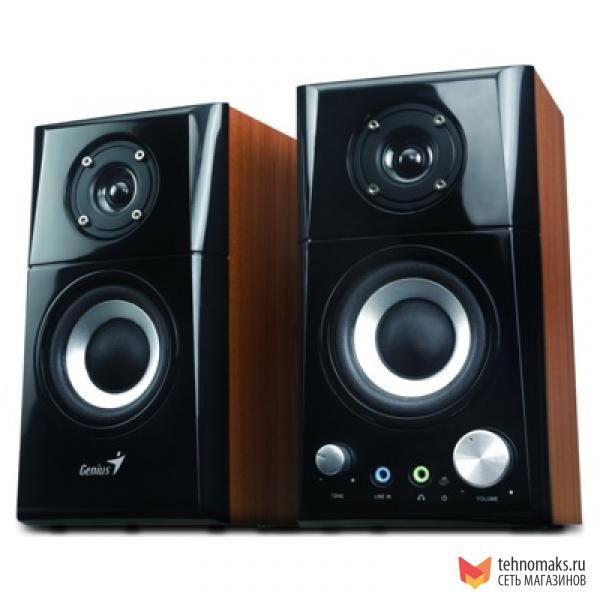 Genius
TONE
LINE IN
VOLUME
tehnomaks.ru
СЕТЬ МАГАЗИНОВ